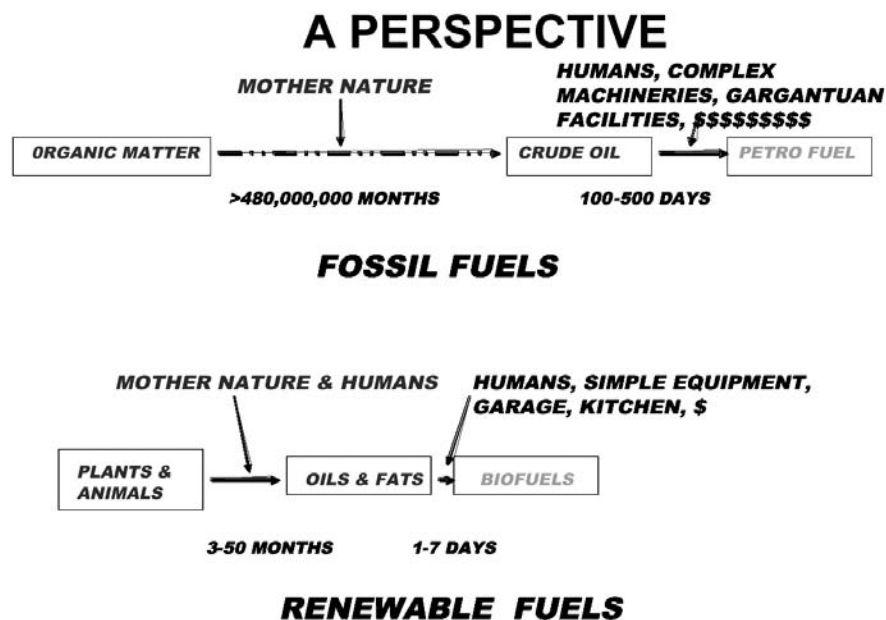 A PERSPECTIVE
MOTHER NATURE
HUMANS, COMPLEX
MACHINERIES, GARGANTUAN
FACILITIES, $$$$$$$$$
0RGANIC MATTER
CRUDE OIL
PETRO FUEL
>480,000,000 MONTHS
100-500 DAYS
FOSSIL FUELS
MOTHER NATURE & HUMANS
HUMANS, SIMPLE EQUIPMENT,
GARAGE, KITCHEN, $
PLANTS &
ANIMALS
OILS & FATS
BIOFUELS
3-50 MONTHS
1-7 DAYS
RENEWABLE FUELS